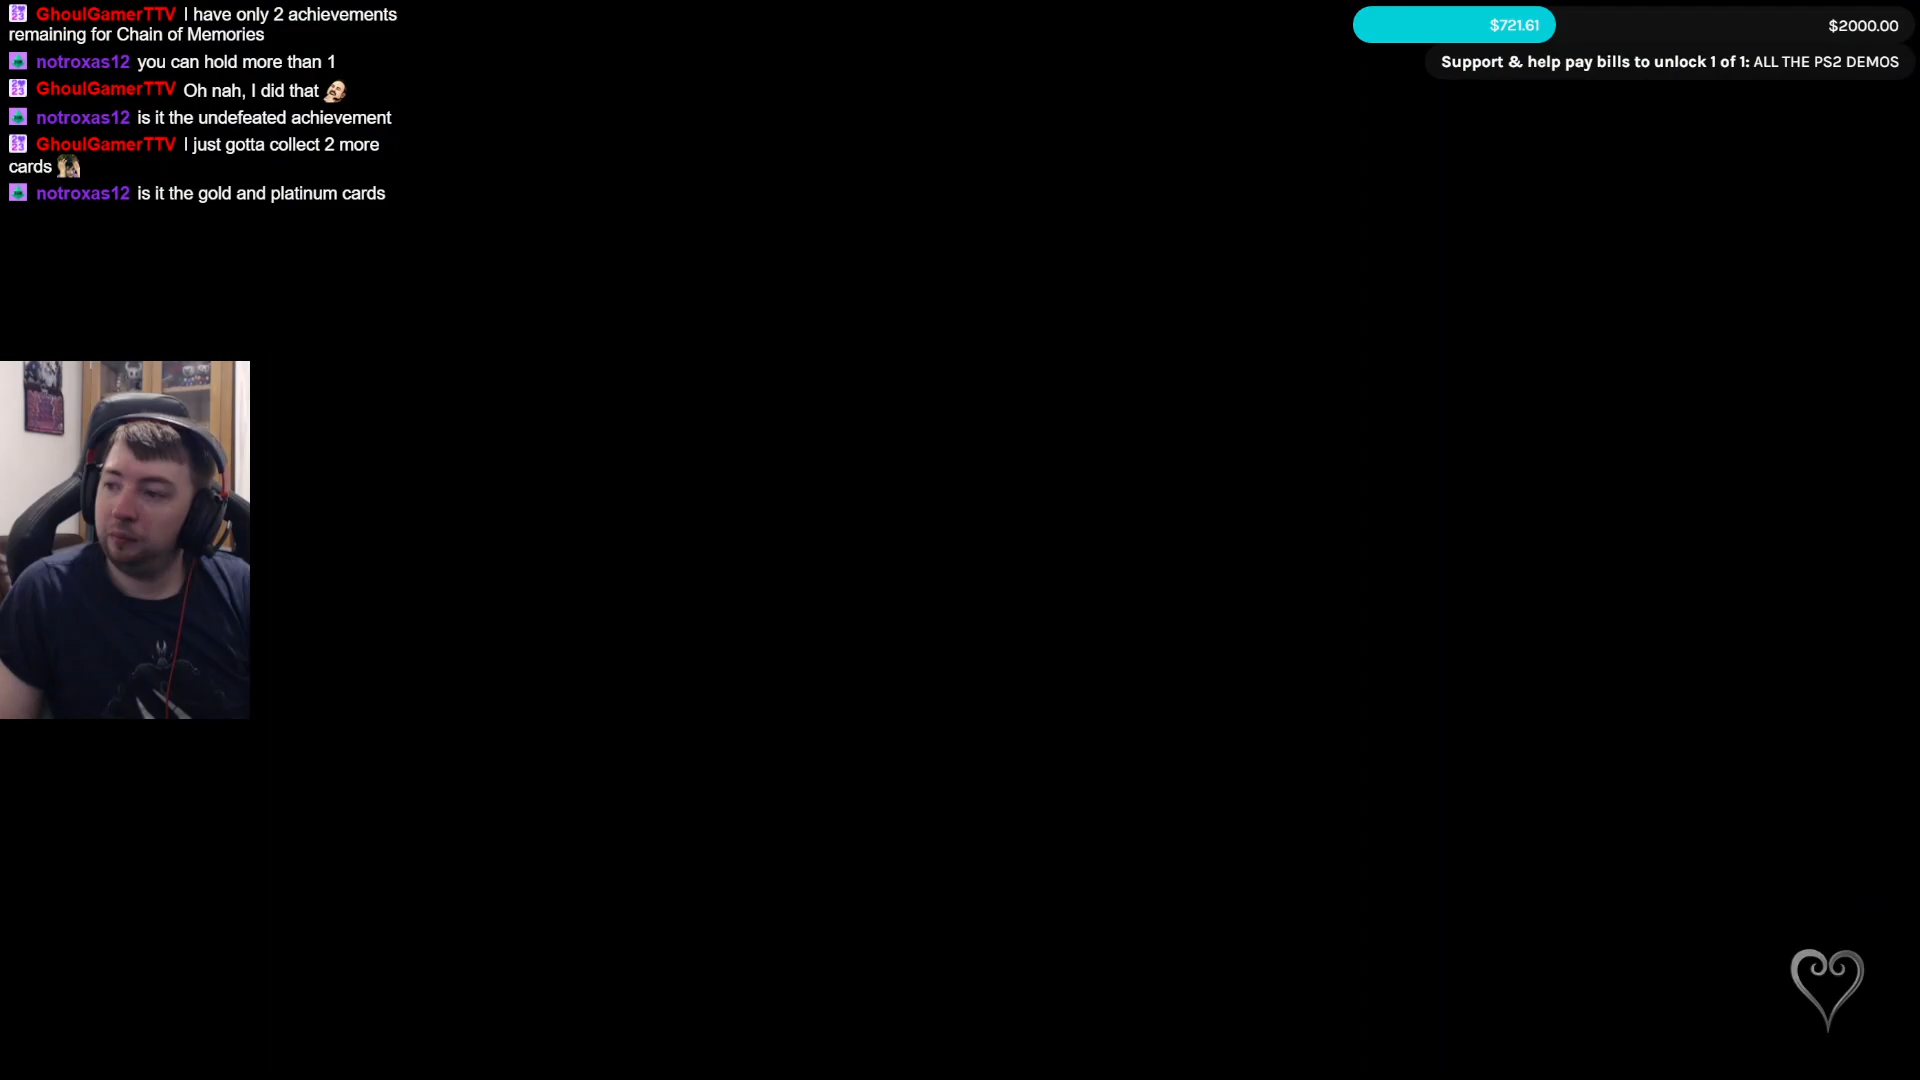 GhoulGamerTTV I have only 2 achievements
remaining for Chain of Memories
notroxas12 you can hold more than 1
GhoulGamerTTV Oh nah, I did that
notroxas12 is it the undefeated achievement
GhoulGamerTTV I just gotta collect 2 more
cards
notroxas12 is it the gold and platinum cards
$721.61 $2000.00
Support & help pay bills to unlock 1 of 1: ALL THE PS2 DEMOS